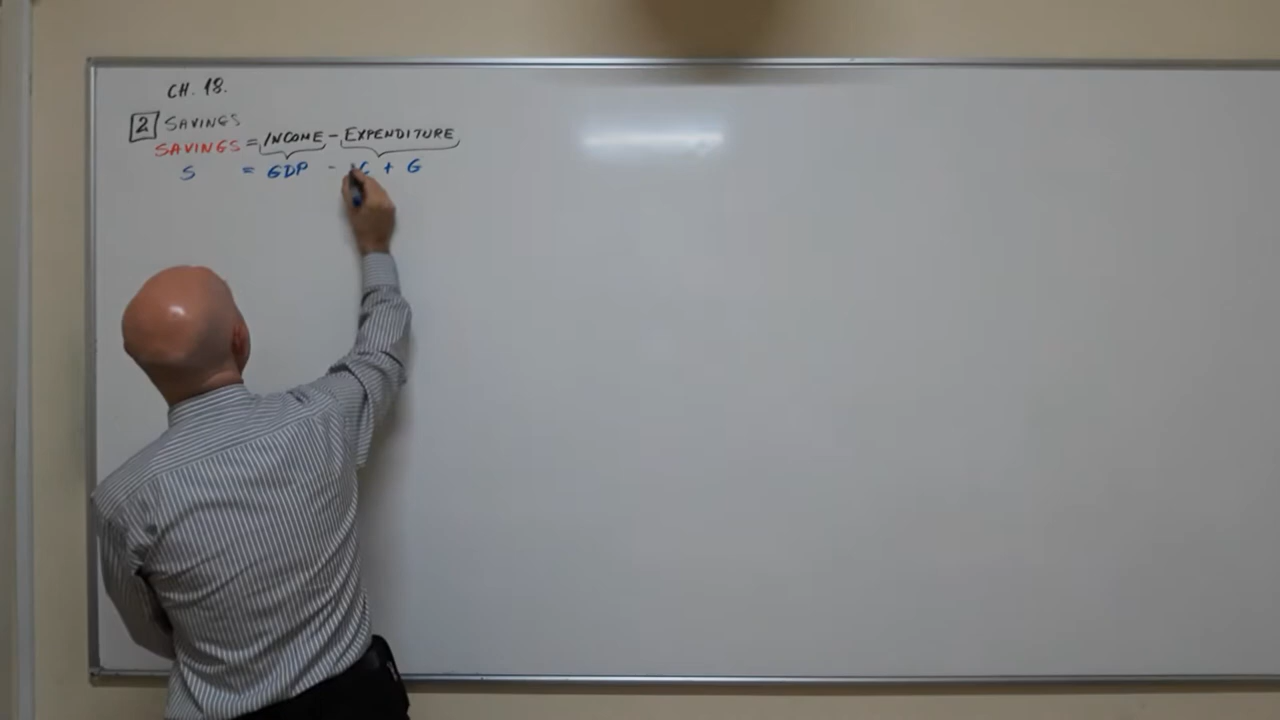 CH. 18.
2 SAVINGS
SAVINGS = INCOME - EXPENDITURE
S = GDP - (C + G